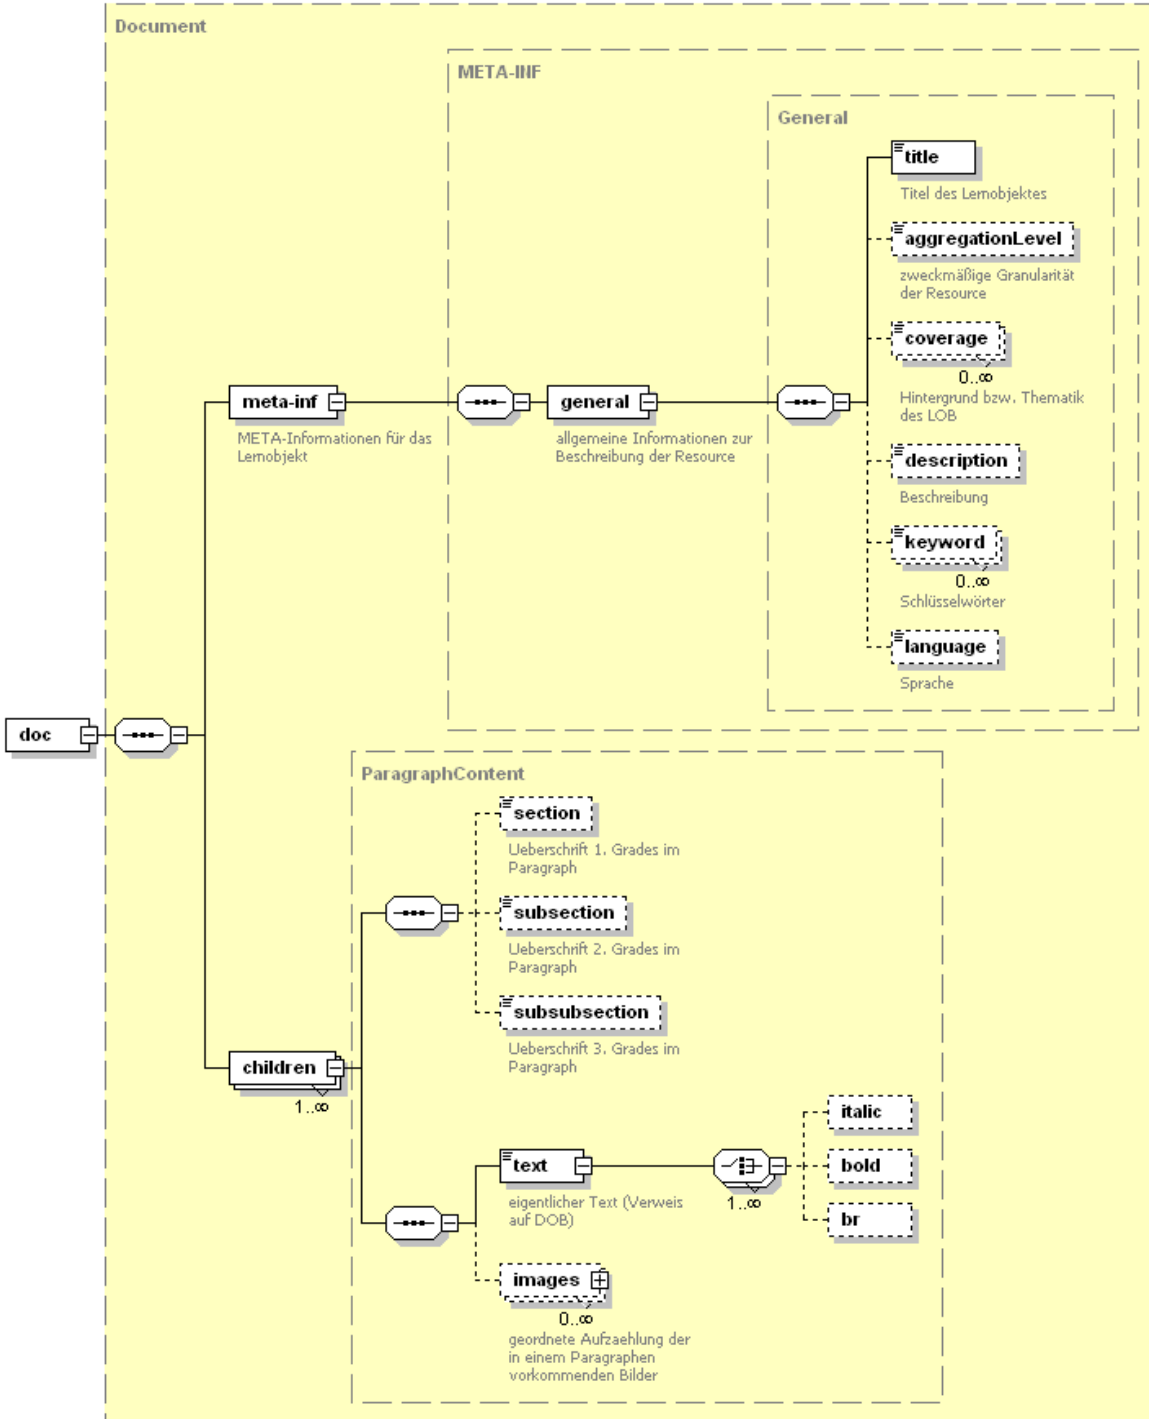 Document
META-INF
General
title
Titel des Lernobjektes
aggregationLevel
zweckmäßige Granularität
der Resource
coverage
0..∞
Hintergrund bzw. Thematik
des LOB
meta-inf
META-Informationen für das
Lernobjekt
general
allgemeine Informationen zur
Beschreibung der Resource
description
Beschreibung
keyword
0..∞
Schlüsselwörter
language
Sprache
doc
ParagraphContent
section
Ueberschrift 1. Grades im
Paragraph
subsection
Ueberschrift 2. Grades im
Paragraph
subsubsection
Ueberschrift 3. Grades im
Paragraph
children
1..∞
text
eigentlicher Text (Verweis
auf DOB)
1..∞
italic
bold
br
images
0..∞
geordnete Aufzaehlung der
in einem Paragraphen
vorkommenden Bilder